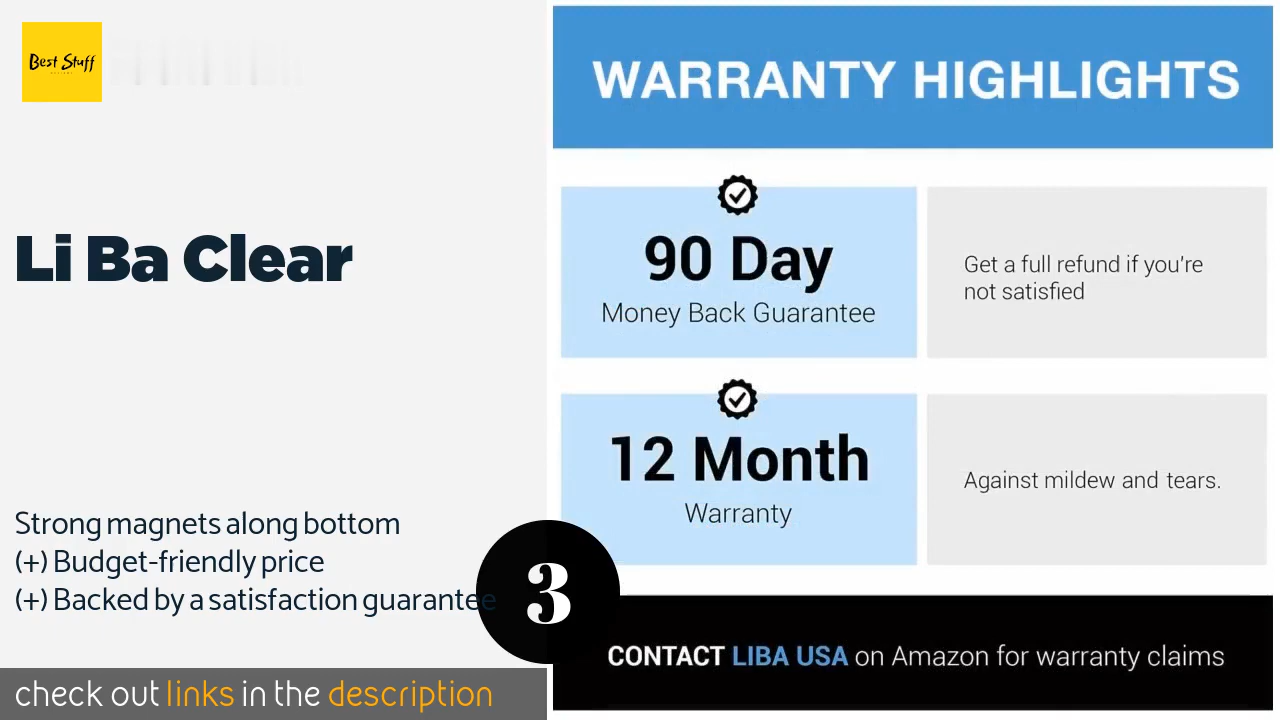 Best Stuff
Li Ba Clear
Strong magnets along bottom
(+) Budget-friendly price
(+) Backed by a satisfaction guarantee
check out links in the description
3
WARRANTY HIGHLIGHTS
90 Day
Money Back Guarantee
Get a full refund if you're
not satisfied
12 Month
Warranty
Against mildew and tears.
CONTACT LIBA USA on Amazon for warranty claims